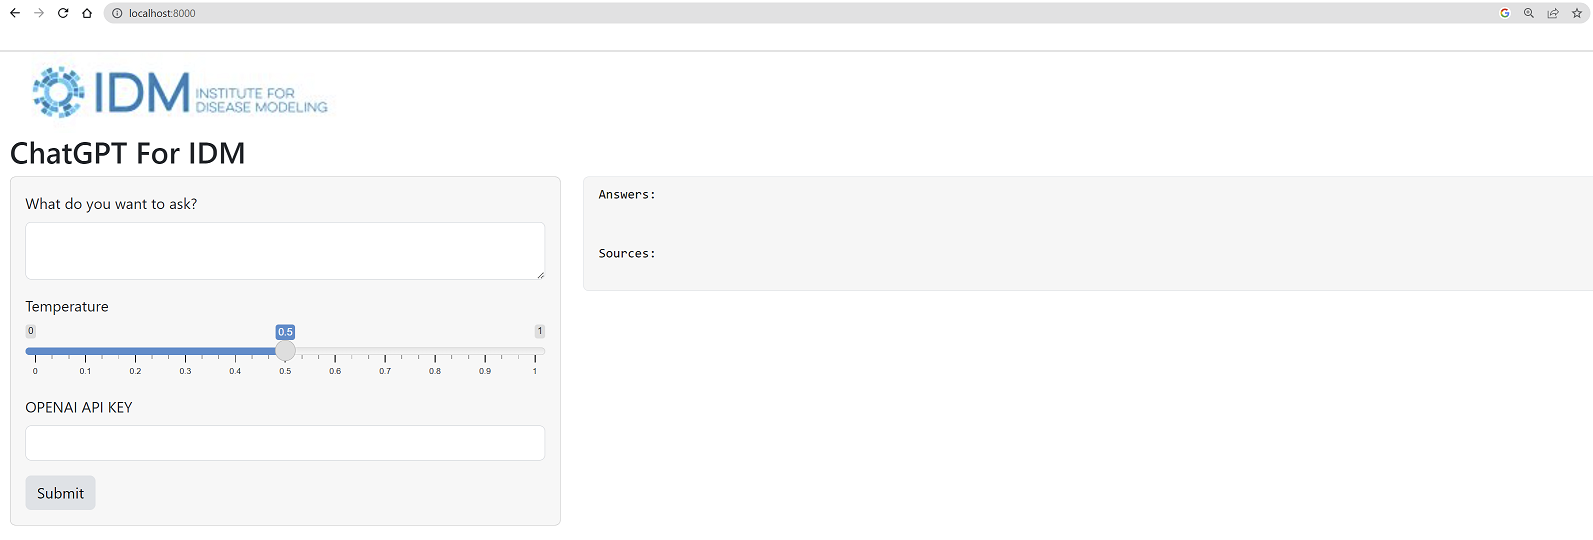 localhost:8000
IDM INSTITUTE FOR
DISEASE MODELING
ChatGPT For IDM
What do you want to ask?
Temperature
0 0.5 1
0 0.1 0.2 0.3 0.4 0.5 0.6 0.7 0.8 0.9 1
OPENAI API KEY
Submit
Answers:
Sources: